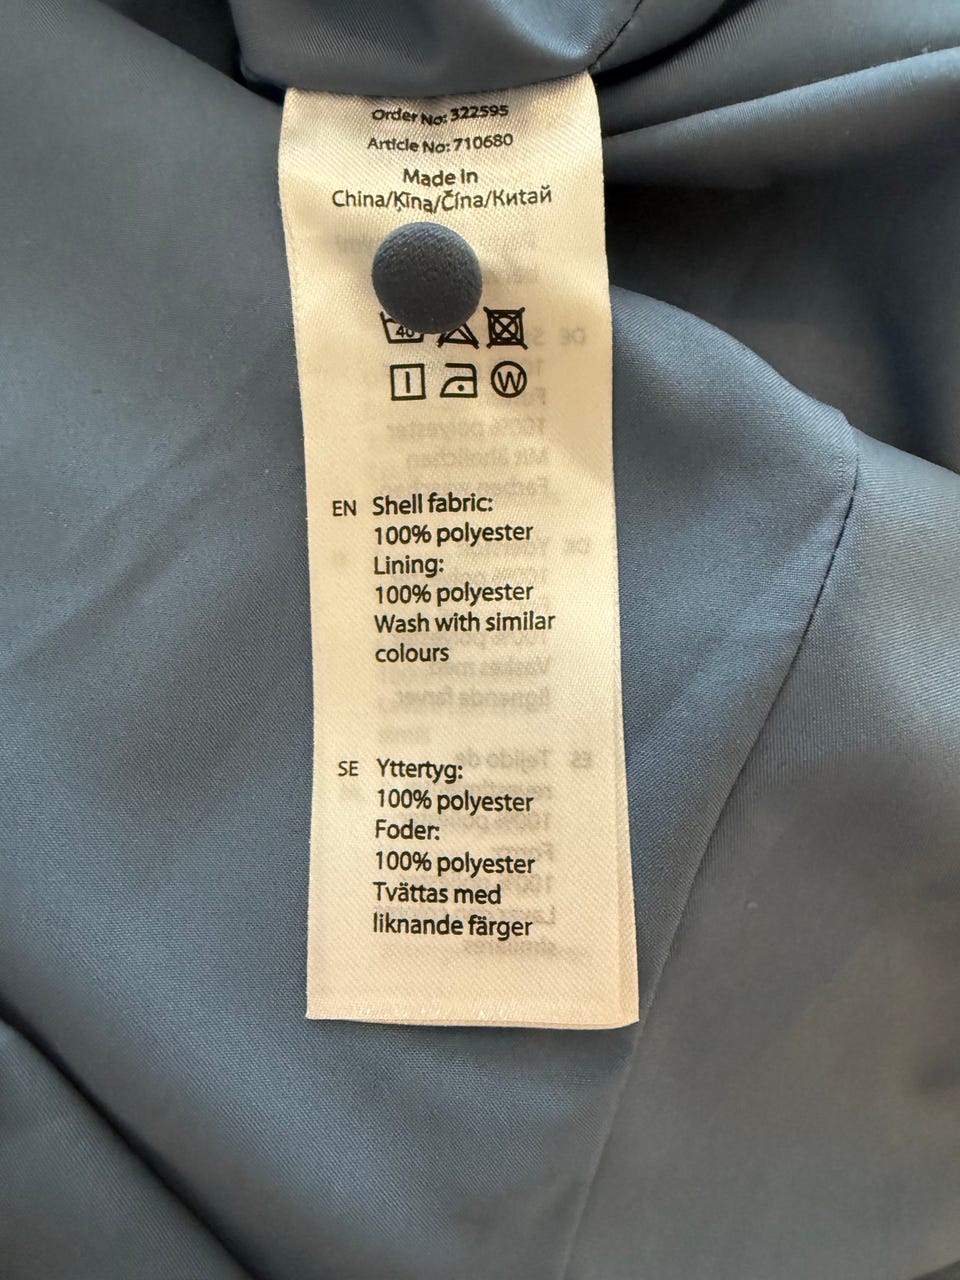 Order No: 322595
Article No: 710680
Made in
China/Ķīna/Čína/Китай
40
W
EN Shell fabric:
100% polyester
Lining:
100% polyester
Wash with similar
colours
SE Yttertyg:
100% polyester
Foder:
100% polyester
Tvättas med
liknande färger